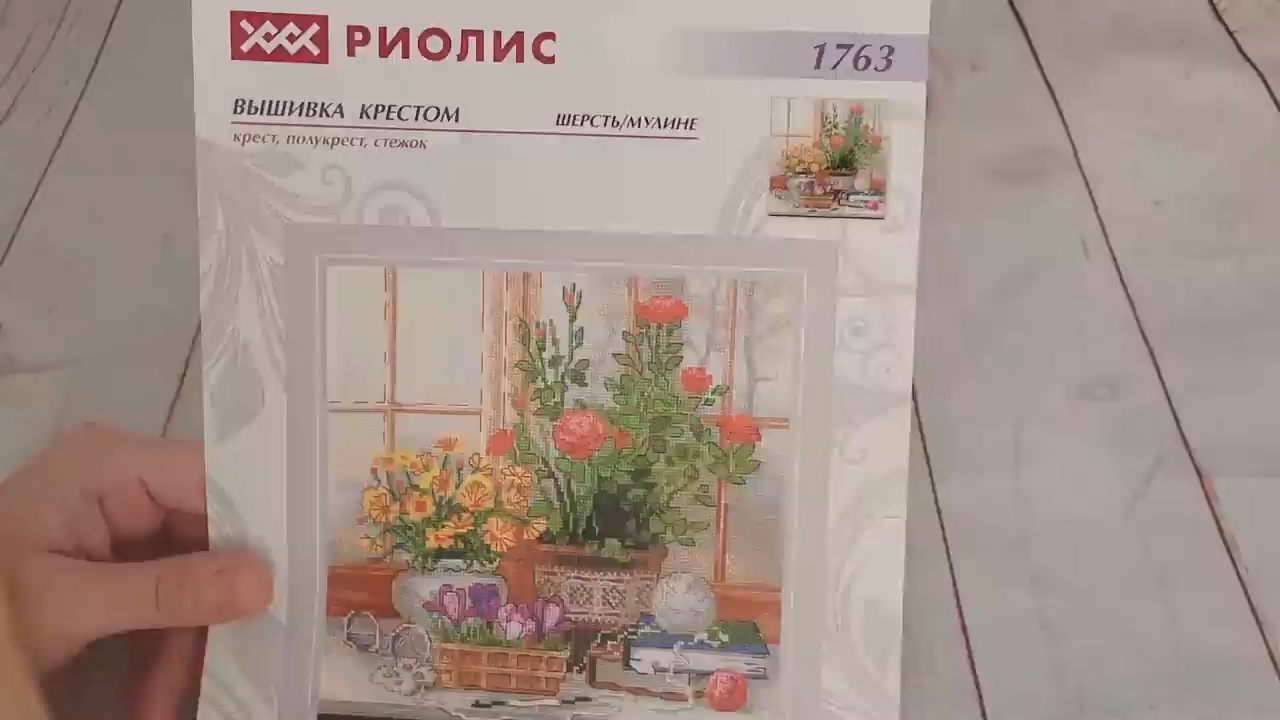 РИОЛИС
1763
ВЫШИВКА КРЕСТОМ
ШЕРСТЬ/МУЛИНЕ
крест, полукрест, стежок